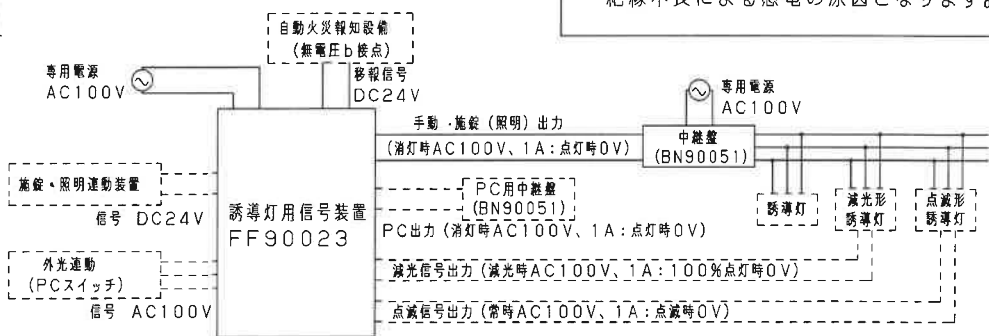 自動火災報知設備
(無電圧b接点)
専用電源
AC100V
移報信号
DC24V
専用電源
AC100V
手動・施錠(照明)出力
(消灯時AC100V、1A:点灯時0V)
中継盤
(BN90051)
施錠・照明連動装置
信号 DC24V
誘導灯用信号装置
FF90023
PC用中継盤
(BN90051)
誘導灯
減光形
誘導灯
点滅形
誘導灯
PC出力(消灯時AC100V、1A:点灯時0V)
外光連動
(PCスイッチ)
信号 AC100V
減光信号出力(減光時AC100V、1A:100%点灯時0V)
点滅信号出力(常時AC100V、1A:点滅時0V)